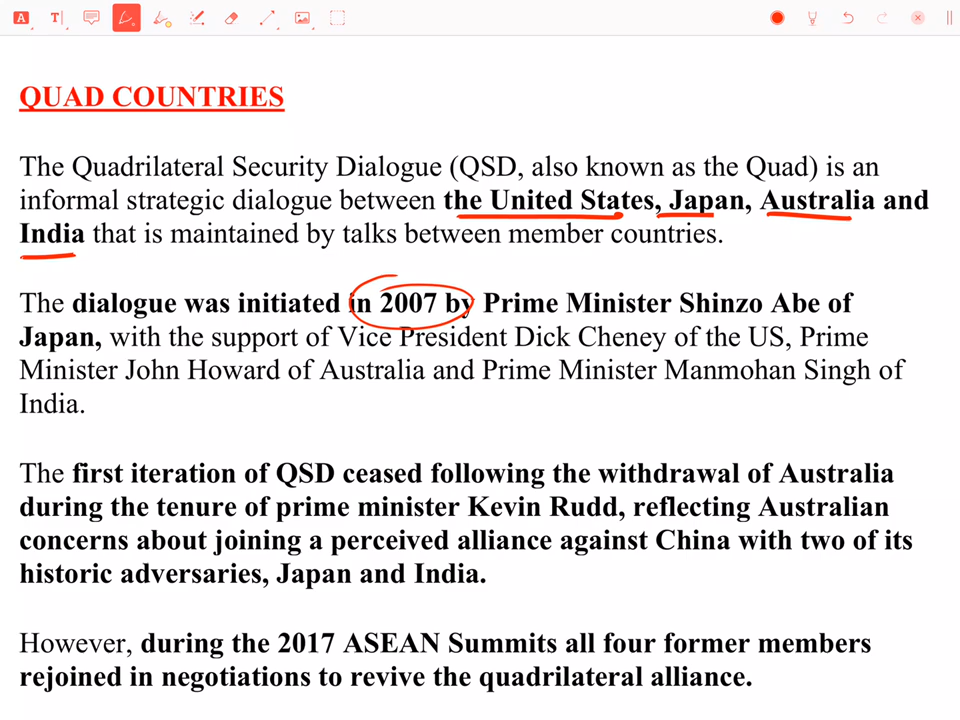 QUAD COUNTRIES
The Quadrilateral Security Dialogue (QSD, also known as the Quad) is an
informal strategic dialogue between the United States, Japan, Australia and
India that is maintained by talks between member countries.
The dialogue was initiated in 2007 by Prime Minister Shinzo Abe of
Japan, with the support of Vice President Dick Cheney of the US, Prime
Minister John Howard of Australia and Prime Minister Manmohan Singh of
India.
The first iteration of QSD ceased following the withdrawal of Australia
during the tenure of prime minister Kevin Rudd, reflecting Australian
concerns about joining a perceived alliance against China with two of its
historic adversaries, Japan and India.
However, during the 2017 ASEAN Summits all four former members
rejoined in negotiations to revive the quadrilateral alliance.